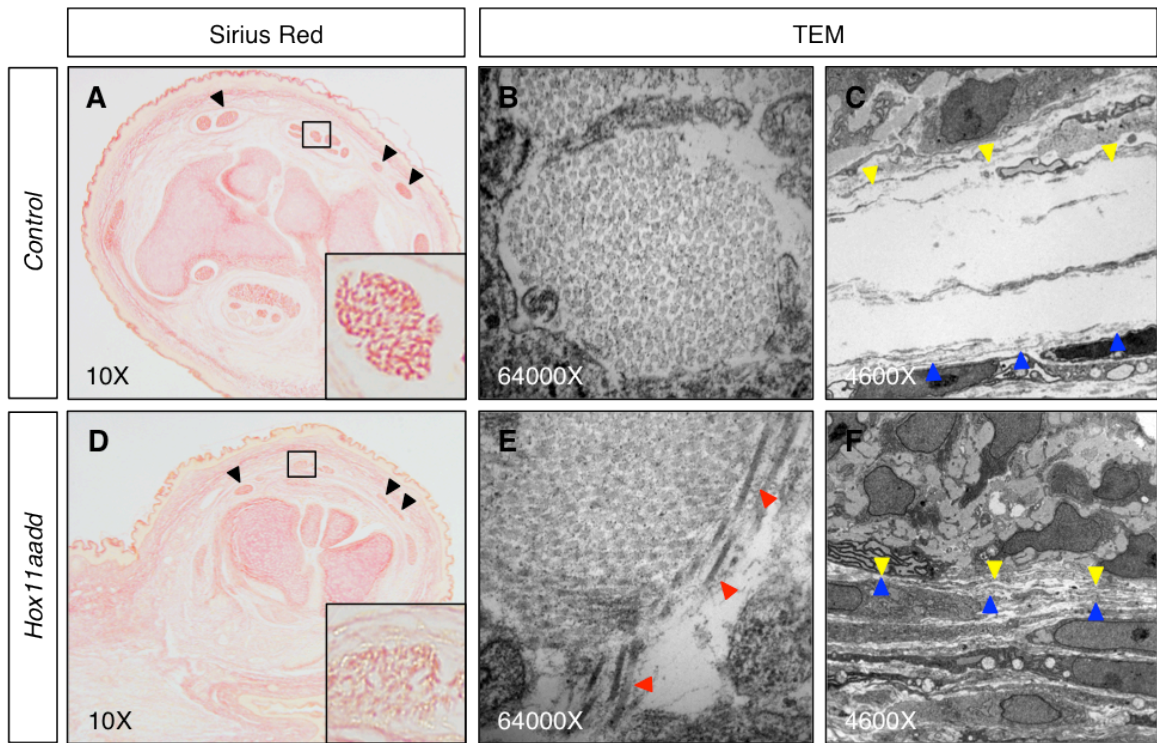 Sirius Red
TEM
Control
A
10X
B
64000X
C
4600X
Hox11aadd
D
10X
E
64000X
F
4600X